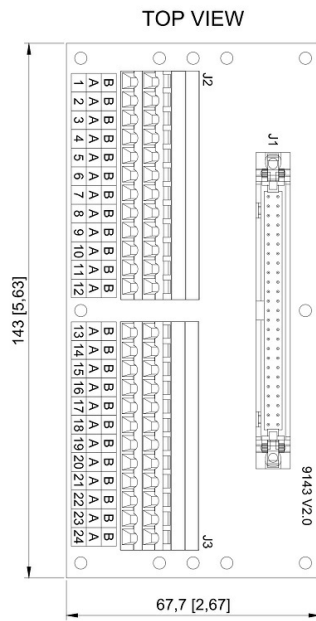 TOP VIEW
J2
J1
1 A B
2 A B
3 A B
4 A B
5 A B
6 A B
7 A B
8 A B
9 A B
10 A B
11 A B
12 A B
13 A B
14 A B
15 A B
16 A B
17 A B
18 A B
19 A B
20 A B
21 A B
22 A B
23 A B
24 A B
J3
9143 V2.0
143 [5,63]
67,7 [2,67]